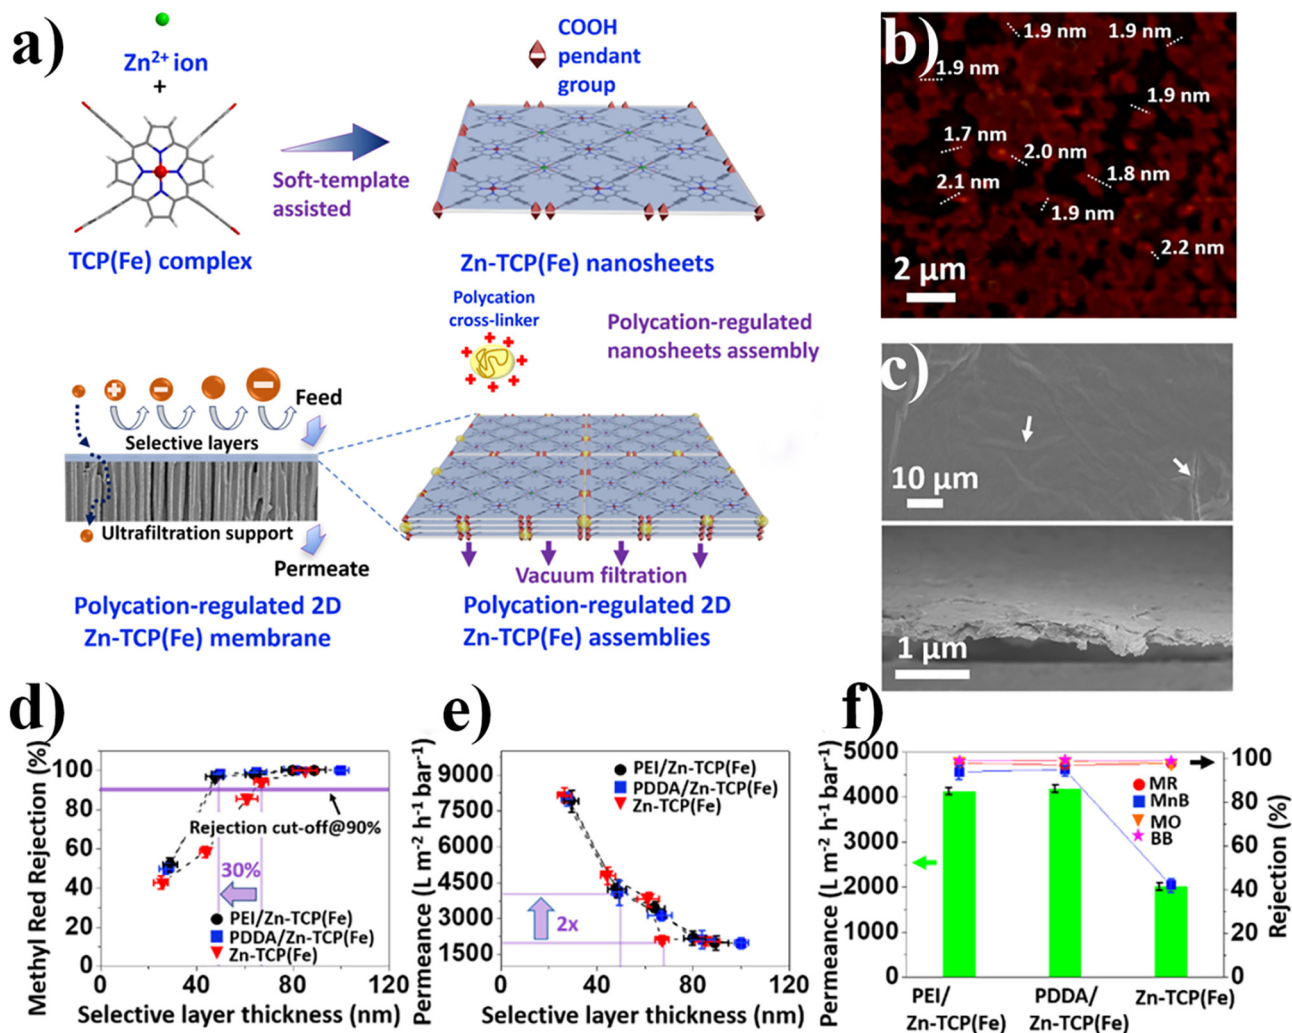 a)
Zn2+ ion
+
TCP(Fe) complex
Soft-template
assisted
COOH
pendant
group
Zn-TCP(Fe) nanosheets
Polycation
cross-linker
Polycation-regulated
nanosheets assembly
Feed
Selective layers
Ultrafiltration support
Permeate
Polycation-regulated 2D
Zn-TCP(Fe) membrane
Vacuum filtration
Polycation-regulated 2D
Zn-TCP(Fe) assemblies
b)
1.9 nm
1.9 nm
1.9 nm
1.9 nm
1.7 nm
2.0 nm
1.8 nm
2.1 nm
1.9 nm
2.2 nm
2 μm
c)
10 μm
1 μm
d)
Methyl Red Rejection (%)
100
80
60
40
20
0
Rejection cut-off@90%
30%
PEI/Zn-TCP(Fe)
PDDA/Zn-TCP(Fe)
Zn-TCP(Fe)
0 40 80 120
Selective layer thickness (nm)
e)
Permeance (L m-2 h-1 bar-1)
9000
7500
6000
4500
3000
1500
PEI/Zn-TCP(Fe)
PDDA/Zn-TCP(Fe)
Zn-TCP(Fe)
2x
0 40 80 120
Selective layer thickness (nm)
f)
Permeance (L m-2 h-1 bar-1)
5000
4000
3000
2000
1000
0
MR
MnB
MO
BB
100
80
60
40
20
0
Rejection (%)
PEI/
Zn-TCP(Fe)
PDDA/
Zn-TCP(Fe)
Zn-TCP(Fe)